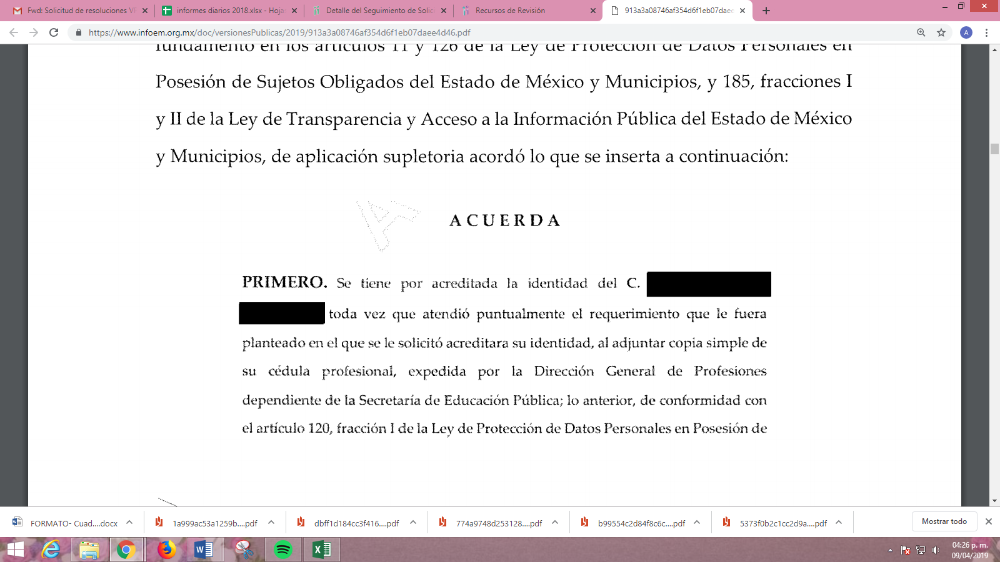 Fwd: Solicitud de resoluciones VP
informes diarios 2018.xlsx - Hoja
Detalle del Seguimiento de Solic
Recursos de Revisión
913a3a08746af354d6f1eb07daee
https://www.infoem.org.mx/doc/versionesPublicas/2019/913a3a08746af354d6f1eb07daee4d46.pdf
A
fundamento en los artículos 11 y 126 de la Ley de Protección de Datos Personales en
Posesión de Sujetos Obligados del Estado de México y Municipios, y 185, fracciones I
y II de la Ley de Transparencia y Acceso a la Información Pública del Estado de México
y Municipios, de aplicación supletoria acordó lo que se inserta a continuación:
A C U E R D A
PRIMERO. Se tiene por acreditada la identidad del C.
toda vez que atendió puntualmente el requerimiento que le fuera
planteado en el que se le solicitó acreditara su identidad, al adjuntar copia simple de
su cédula profesional, expedida por la Dirección General de Profesiones
dependiente de la Secretaría de Educación Pública; lo anterior, de conformidad con
el artículo 120, fracción I de la Ley de Protección de Datos Personales en Posesión de
FORMATO- Cuad....docx
1a999ac53a1259b....pdf
dbff1d184cc3f416....pdf
774a9748d253128....pdf
b99554c2d84f8c6c....pdf
5373f0b2c1cc2d9a....pdf
Mostrar todo
04:26 p. m.
09/04/2019